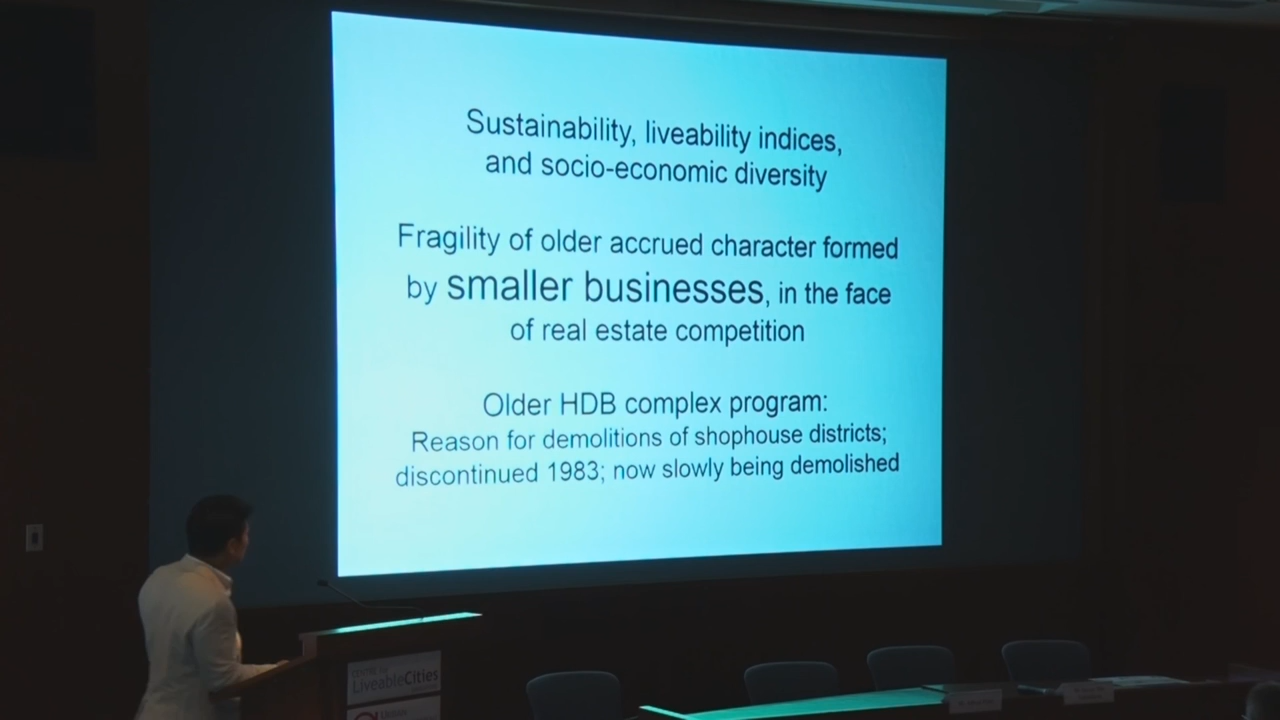 Sustainability, liveability indices,
and socio-economic diversity
Fragility of older accrued character formed
by smaller businesses, in the face
of real estate competition
Older HDB complex program:
Reason for demolitions of shophouse districts;
discontinued 1983; now slowly being demolished
CENTRE for
LiveableCities